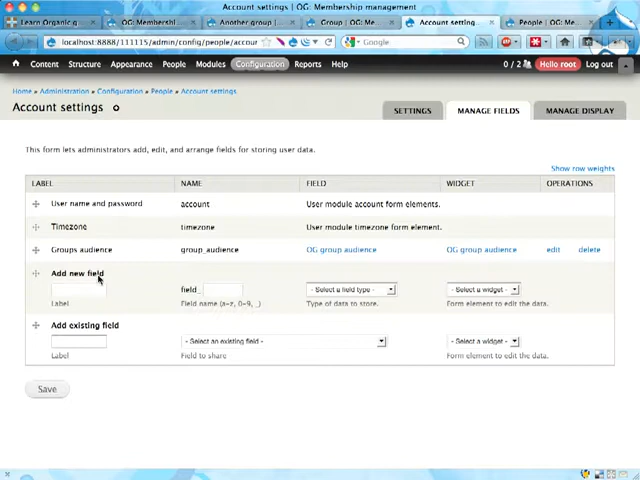 Account settings | OG: Membership management
Learn Organic g... OG: Membershi... Another group |... Group | OG: Me... Account settin... People | OG: M...
localhost:8888/111115/admin/config/people/accour Google
Content Structure Appearance People Modules Configuration Reports Help 0 / 2 Hello root Log out
Home » Administration » Configuration » People » Account settings
Account settings SETTINGS MANAGE FIELDS MANAGE DISPLAY
This form lets administrators add, edit, and arrange fields for storing user data.
Show row weights
LABEL NAME FIELD WIDGET OPERATIONS
User name and password account User module account form elements.
Timezone timezone User module timezone form element.
Groups audience group_audience OG group audience OG group audience edit delete
Add new field
field_ - Select a field type - - Select a widget -
Label Field name (a-z, 0-9, _) Type of data to store. Form element to edit the data.
Add existing field
- Select an existing field - - Select a widget -
Label Field to share Form element to edit the data.
Save